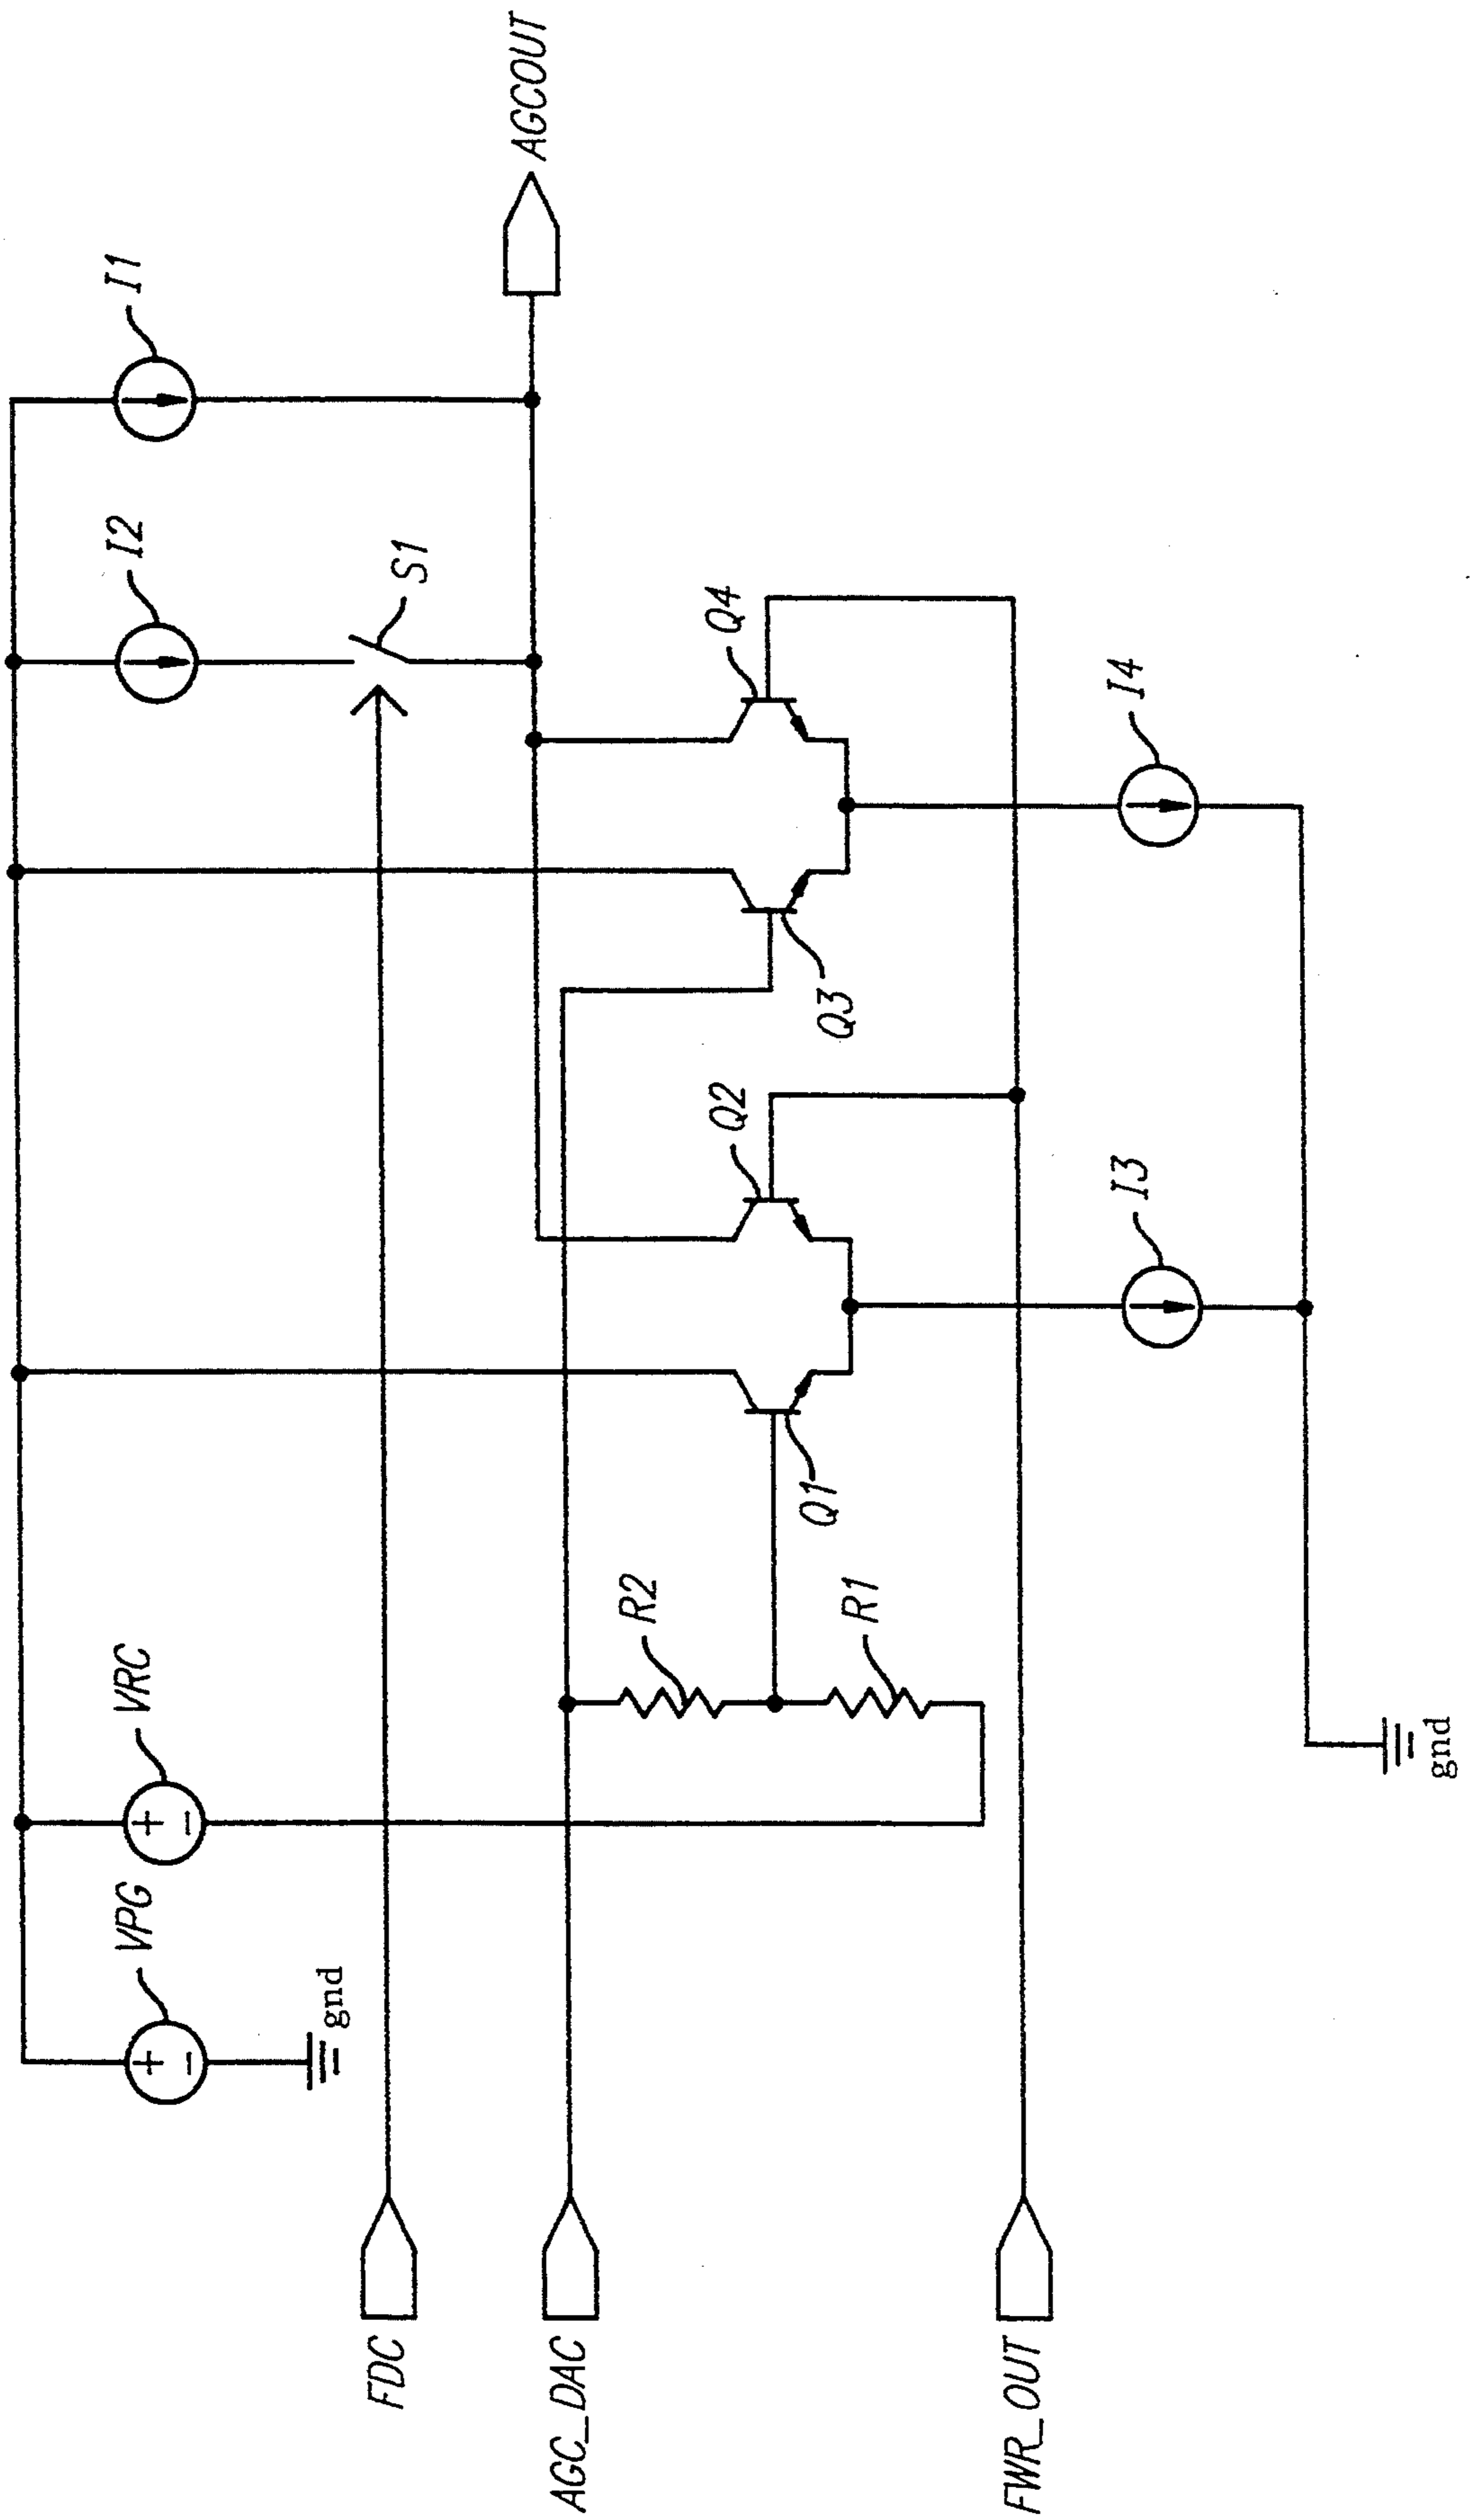 VPG
VRC
I2
I1
gnd
FDC
S1
AGCOUT
AGC_DAC
R2
Q2
Q4
R1
Q1
Q3
FWR_OUT
I3
I4
gnd